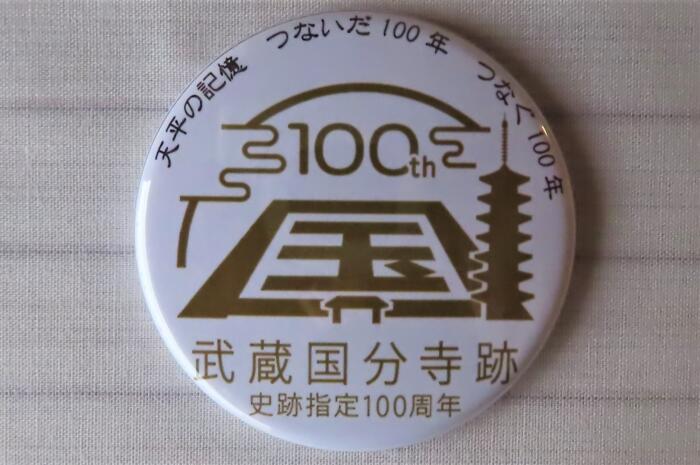 天平の記憶 つないだ100年 つなぐ100年
100th
国
武蔵国分寺跡
史跡指定100周年